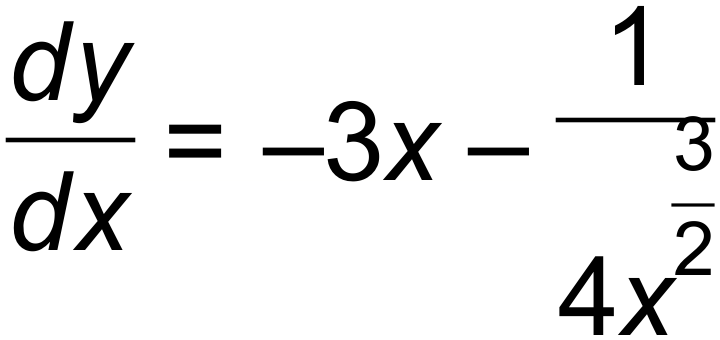 dy/dx = –3x – 1/(4x^(3/2))